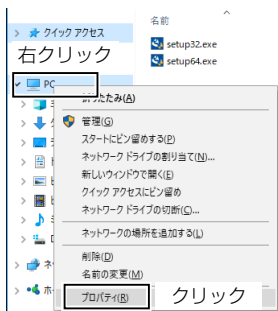 名前
クイック アクセス
setup32.exe
setup64.exe
右クリック
PC
折りたたみ(A)
管理(G)
スタートにピン留めする(P)
ネットワーク ドライブの割り当て(N)...
新しいウィンドウで開く(E)
クイック アクセスにピン留め
ネットワーク ドライブの切断(C)...
ネットワークの場所を追加する(L)
削除(D)
名前の変更(M)
プロパティ(R)
クリック